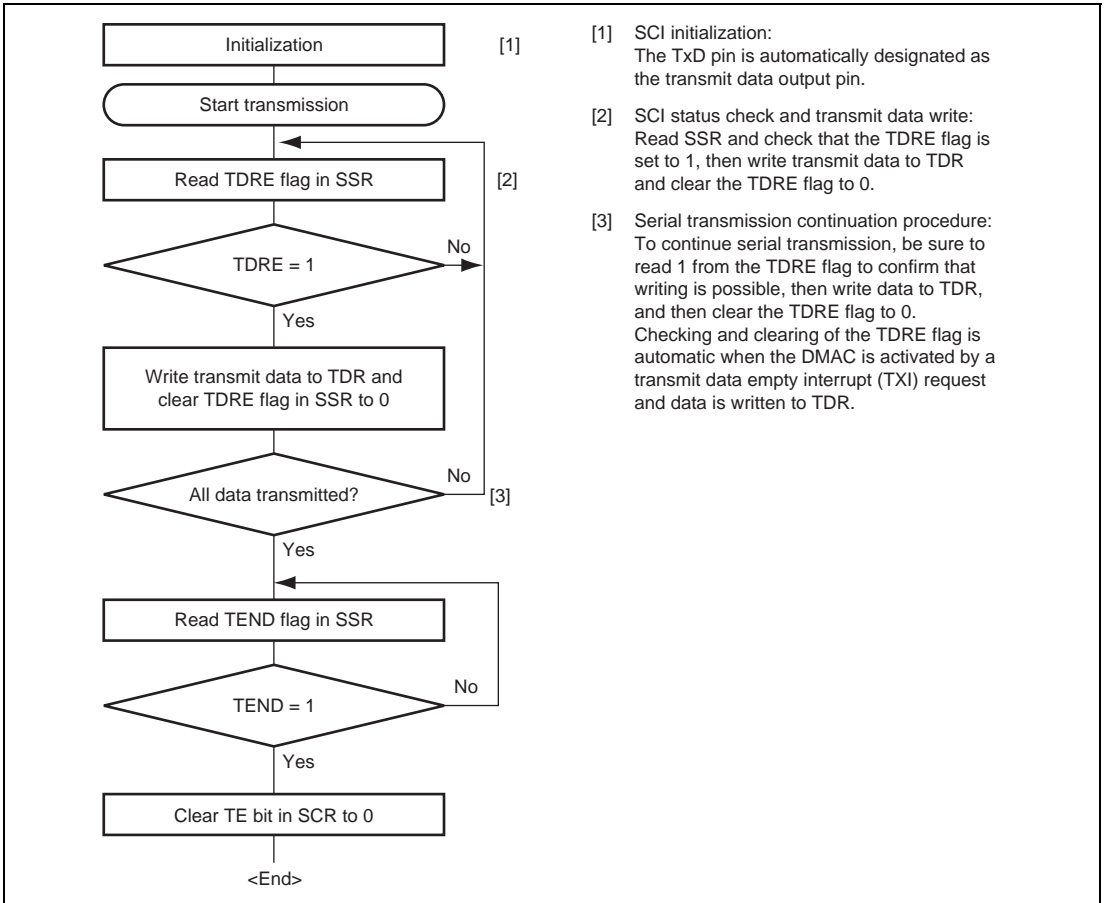 Initialization
[1]
Start transmission
Read TDRE flag in SSR
[2]
No
TDRE = 1
Yes
Write transmit data to TDR and
clear TDRE flag in SSR to 0
No
All data transmitted?
[3]
Yes
Read TEND flag in SSR
No
TEND = 1
Yes
Clear TE bit in SCR to 0
<End>
[1] SCI initialization:
The TxD pin is automatically designated as
the transmit data output pin.
[2] SCI status check and transmit data write:
Read SSR and check that the TDRE flag is
set to 1, then write transmit data to TDR
and clear the TDRE flag to 0.
[3] Serial transmission continuation procedure:
To continue serial transmission, be sure to
read 1 from the TDRE flag to confirm that
writing is possible, then write data to TDR,
and then clear the TDRE flag to 0.
Checking and clearing of the TDRE flag is
automatic when the DMAC is activated by a
transmit data empty interrupt (TXI) request
and data is written to TDR.